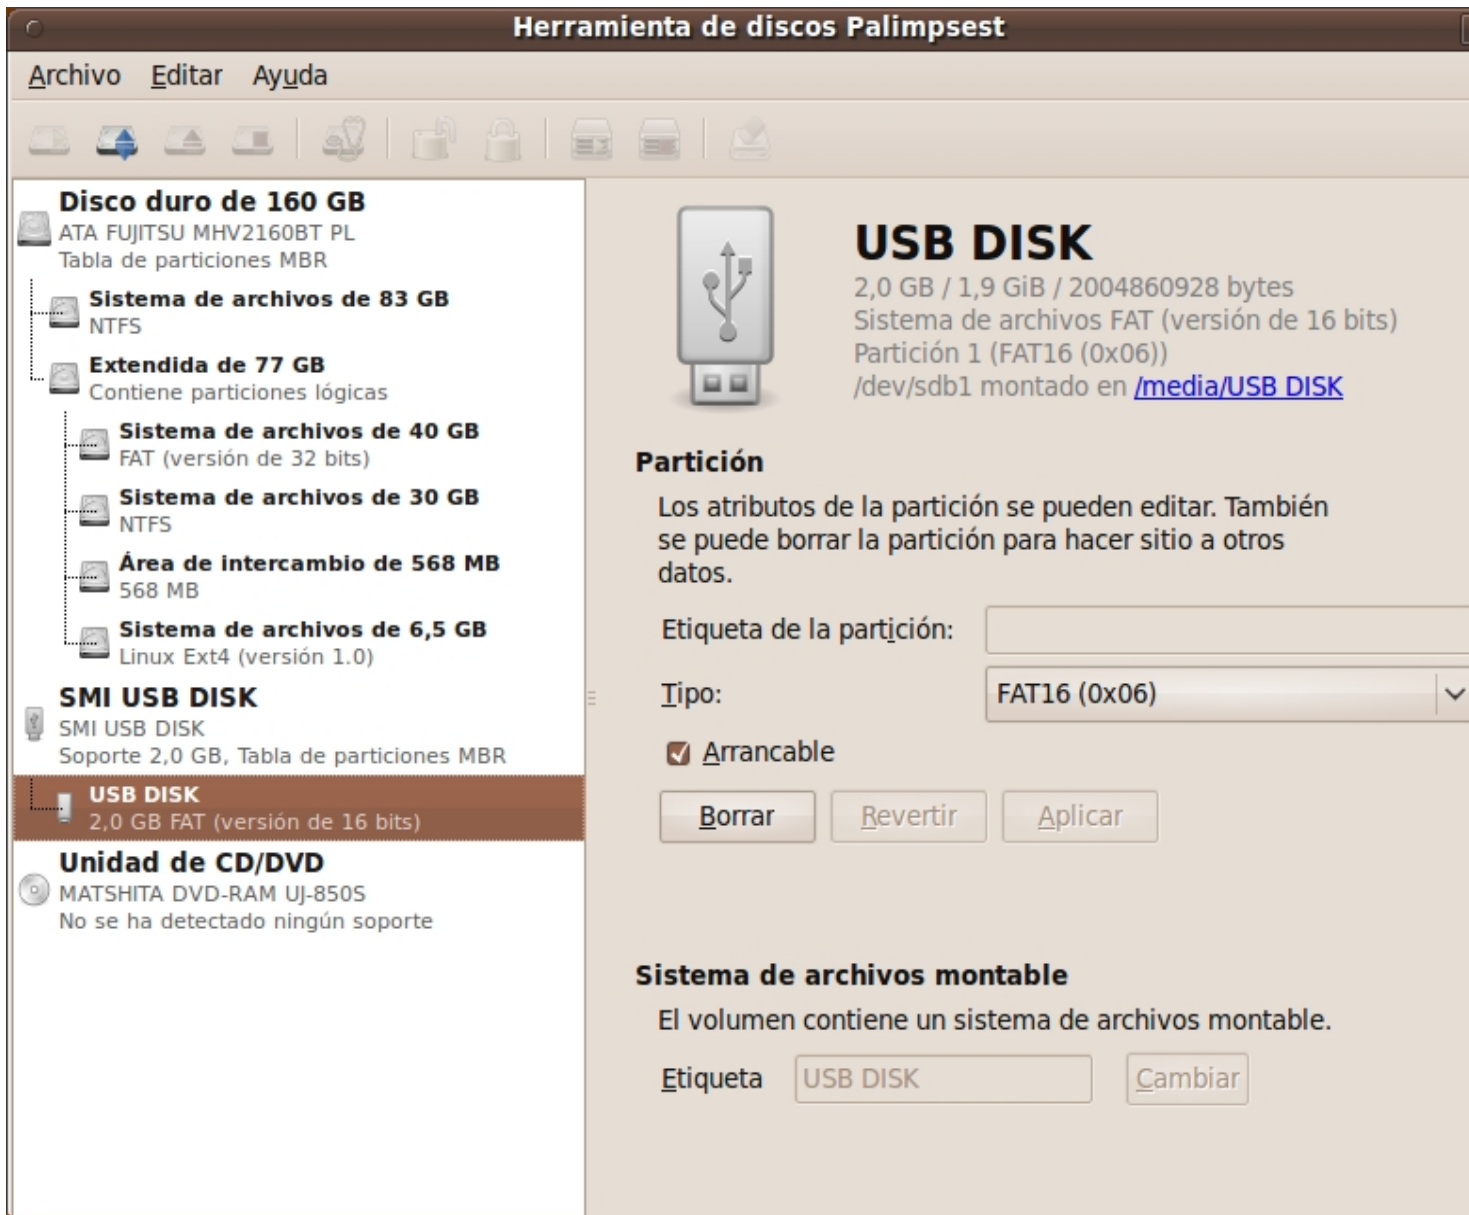 Herramienta de discos Palimpsest
Archivo Editar Ayuda
Disco duro de 160 GB
ATA FUJITSU MHV2160BT PL
Tabla de particiones MBR
Sistema de archivos de 83 GB
NTFS
Extendida de 77 GB
Contiene particiones lógicas
Sistema de archivos de 40 GB
FAT (versión de 32 bits)
Sistema de archivos de 30 GB
NTFS
Área de intercambio de 568 MB
568 MB
Sistema de archivos de 6,5 GB
Linux Ext4 (versión 1.0)
SMI USB DISK
SMI USB DISK
Soporte 2,0 GB, Tabla de particiones MBR
USB DISK
2,0 GB FAT (versión de 16 bits)
Unidad de CD/DVD
MATSHITA DVD-RAM UJ-850S
No se ha detectado ningún soporte
USB DISK
2,0 GB / 1,9 GiB / 2004860928 bytes
Sistema de archivos FAT (versión de 16 bits)
Partición 1 (FAT16 (0x06))
/dev/sdb1 montado en /media/USB DISK
Partición
Los atributos de la partición se pueden editar. También
se puede borrar la partición para hacer sitio a otros
datos.
Etiqueta de la partición:
Tipo: FAT16 (0x06)
Arrancable
Borrar Revertir Aplicar
Sistema de archivos montable
El volumen contiene un sistema de archivos montable.
Etiqueta USB DISK Cambiar